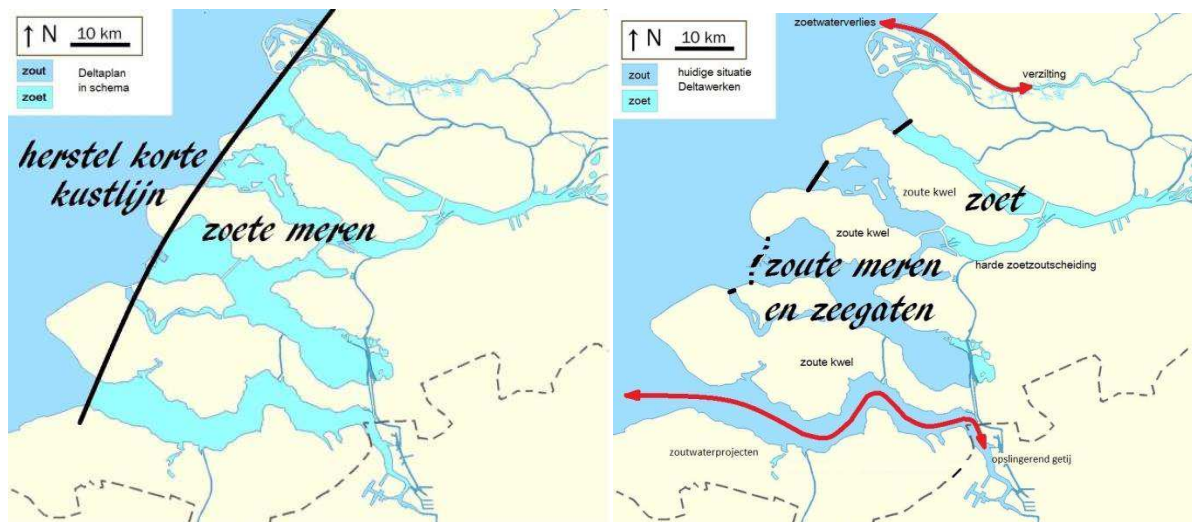 ↑ N 10 km
zout
zoet
Deltaplan
in schema
herstel korte
kustlijn
zoete meren
↑ N 10 km
zout
zoet
huidige situatie
Deltawerken
zoetwaterverlies
verzilting
zoute kwel
zoet
zoute kwel
harde zoetzoutscheiding
zoute meren
en zeegaten
zoute kwel
zoutwaterprojecten
opslingerend getij